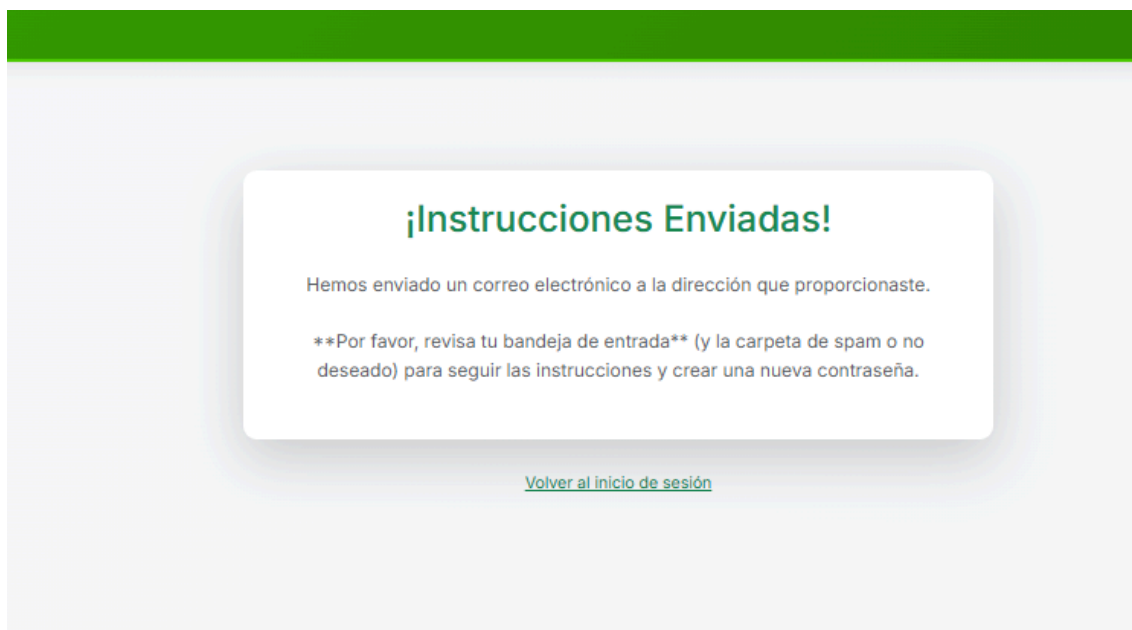 ¡Instrucciones Enviadas!
Hemos enviado un correo electrónico a la dirección que proporcionaste.
**Por favor, revisa tu bandeja de entrada** (y la carpeta de spam o no
deseado) para seguir las instrucciones y crear una nueva contraseña.
Volver al inicio de sesión